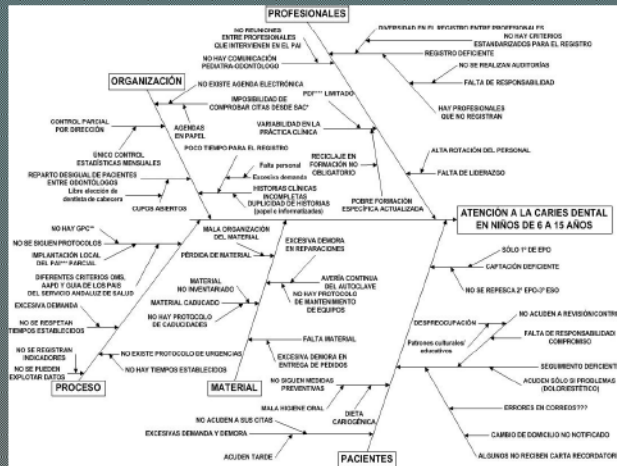 PROFESIONALES
NO REUNIONES
ENTRE PROFESIONALES
QUE INTERVIENEN EN EL PAI
DIVERSIDAD EN EL REGISTRO ENTRE PROFESIONALES
NO HAY CRITERIOS
ESTANDARIZADOS PARA EL REGISTRO
REGISTRO DEFICIENTE
NO HAY COMUNICACIÓN
PEDIATRA-ODONTÓLOGO
NO SE REALIZAN AUDITORÍAS
FALTA DE RESPONSABILIDAD
ORGANIZACIÓN
NO EXISTE AGENDA ELECTRÓNICA
IMPOSIBILIDAD DE
COMPROBAR CITAS DESDE SAC*
LIMITADO
HAY PROFESIONALES
QUE NO REGISTRAN
AGENDAS
EN PAPEL
CONTROL PARCIAL
POR DIRECCIÓN
VARIABILIDAD EN LA
PRÁCTICA CLÍNICA
ÚNICO CONTROL
ESTADÍSTICAS MENSUALES
POCO TIEMPO PARA EL REGISTRO
ALTA ROTACIÓN DEL PERSONAL
REPARTO DESIGUAL DE PACIENTES
ENTRE ODONTÓLOGOS
Libre elección de
dentista de cabecera
Falta personal
Excesiva demanda
RECICLAJE EN
FORMACIÓN NO
OBLIGATORIO
FALTA DE LIDERAZGO
CUPOS ABIERTOS
HISTORIAS CLÍNICAS
INCOMPLETAS
DUPLICIDAD DE HISTORIAS
(papel e informatizadas)
POBRE FORMACIÓN
ESPECÍFICA ACTUALIZADA
ATENCIÓN A LA CARIES DENTAL
EN NIÑOS DE 6 A 15 AÑOS
NO HAY GPC**
NO SE SIGUEN PROTOCOLOS
IMPLANTACIÓN LOCAL
DEL PAI*** PARCIAL
MALA ORGANIZACIÓN
DEL MATERIAL
PÉRDIDA DE MATERIAL
EXCESIVA DEMORA
EN REPARACIONES
SÓLO 1º DE EPO
CAPTACIÓN DEFICIENTE
DIFERENTES CRITERIOS OMS,
AAPD Y GUIA DE LOS PAIS
DEL SERVICIO ANDALUZ DE SALUD
MATERIAL
NO INVENTARIADO
AVERÍA CONTINUA
DEL AUTOCLAVE
NO SE REPESCA 2º EPO-3º ESO
EXCESIVA DEMANDA
MATERIAL CADUCADO
NO HAY PROTOCOLO
DE MANTENIMIENTO
DE EQUIPOS
NO ACUDEN A REVISIÓN/CONTRO
NO SE RESPETAN
TIEMPOS ESTABLECIDOS
NO HAY PROTOCOLO
DE CADUCIDADES
DESPREOCUPACIÓN
FALTA DE RESPONSABILIDAD/
COMPROMISO
FALTA MATERIAL
Patrones culturales/
educativos
NO SE REGISTRAN
INDICADORES
NO EXISTE PROTOCOLO DE URGENCIAS
EXCESIVA DEMORA EN
ENTREGA DE PEDIDOS
SEGUIMIENTO DEFICIENTE
NO SE PUEDEN
EXPLOTAR DATOS
NO HAY TIEMPOS ESTABLECIDOS
PROCESO
MATERIAL
NO SIGUEN MEDIDAS
PREVENTIVAS
ACUDEN SÓLO SI PROBLEMAS
(DOLOR/ESTÉTICO)
MALA HIGIENE ORAL
DIETA
CARIOGÉNICA
ERRORES EN CORREOS???
NO ACUDEN A SUS CITAS
EXCESIVAS DEMANDA Y DEMORA
CAMBIO DE DOMICILIO NO NOTIFICADO
ACUDEN TARDE
PACIENTES
ALGUNOS NO RECIBEN CARTA RECORDATORI